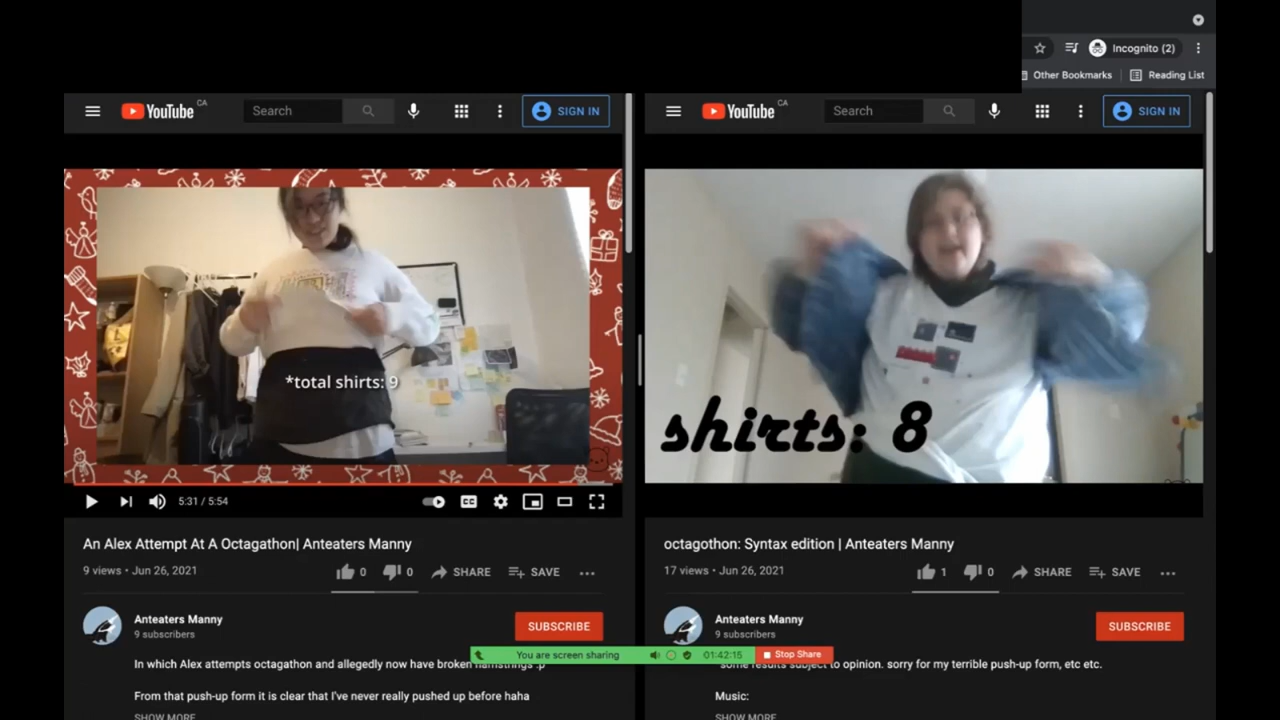 Incognito (2)
Other Bookmarks
Reading List
YouTube CA
Search
SIGN IN
YouTube CA
Search
SIGN IN
*total shirts: 9
shirts: 8
5:31 / 5:54
CC
An Alex Attempt At A Octagathon| Anteaters Manny
9 views • Jun 26, 2021
0
0
SHARE
SAVE
octagothon: Syntax edition | Anteaters Manny
17 views • Jun 26, 2021
1
0
SHARE
SAVE
Anteaters Manny
9 subscribers
SUBSCRIBE
Anteaters Manny
9 subscribers
SUBSCRIBE
You are screen sharing
01:42:15
Stop Share
In which Alex attempts octagathon and allegedly now have broken hamstrings :p
From that push-up form it is clear that I've never really pushed up before haha
SHOW MORE
some results subject to opinion. sorry for my terrible push-up form, etc etc.
Music:
SHOW MORE